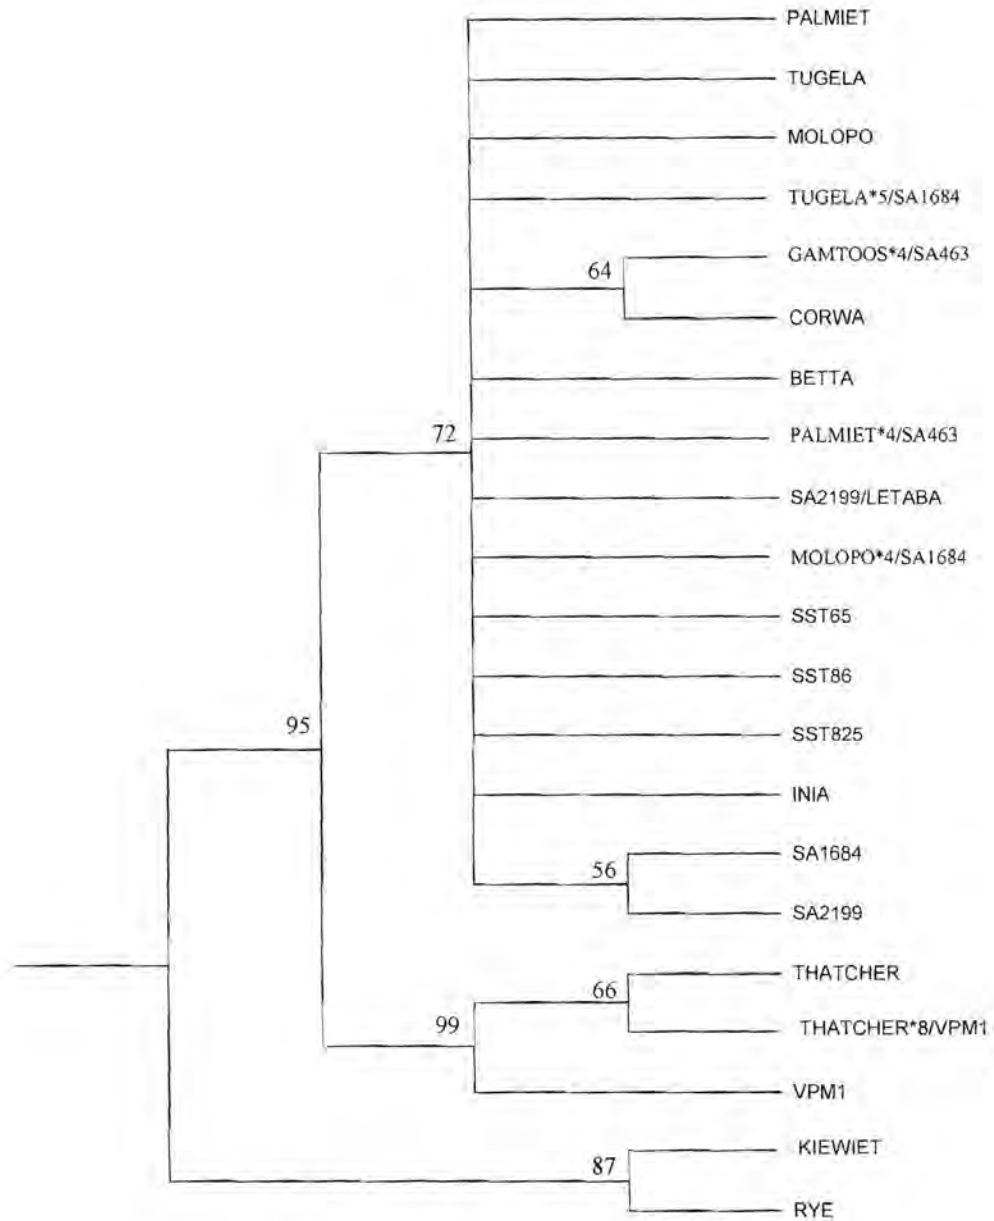 PALMIET
TUGELA
MOLOPO
TUGELA*5/SA1684
GAMTOOS*4/SA463
64
CORWA
BETTA
PALMIET*4/SA463
72
SA2199/LETABA
MOLOPO*4/SA1684
SST65
SST86
SST825
95
INIA
SA1684
56
SA2199
THATCHER
66
THATCHER*8/VPM1
99
VPM1
KIEWIET
87
RYE